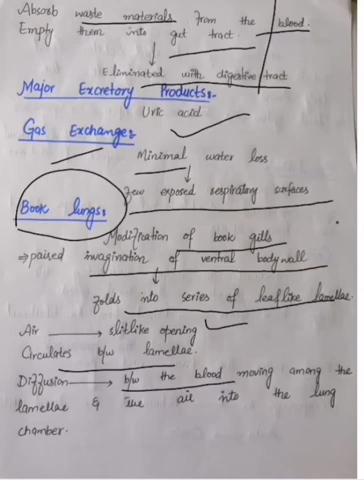 Absorb waste materials from the blood.
Empty them into gut tract.
Eliminated with digestive tract
Major Excretory Products:-
Uric acid
Gas Exchange:
Minimal water loss
few exposed respiratory surfaces
Book lungs:
Modification of book gills
⇒ paired invagination of ventral body wall
folds into series of leaflike lamellae.
Air → slitlike opening
Circulates b/w lamellae.
Diffusion → b/w the blood moving among the
lamellae & the air into the lung
chamber.